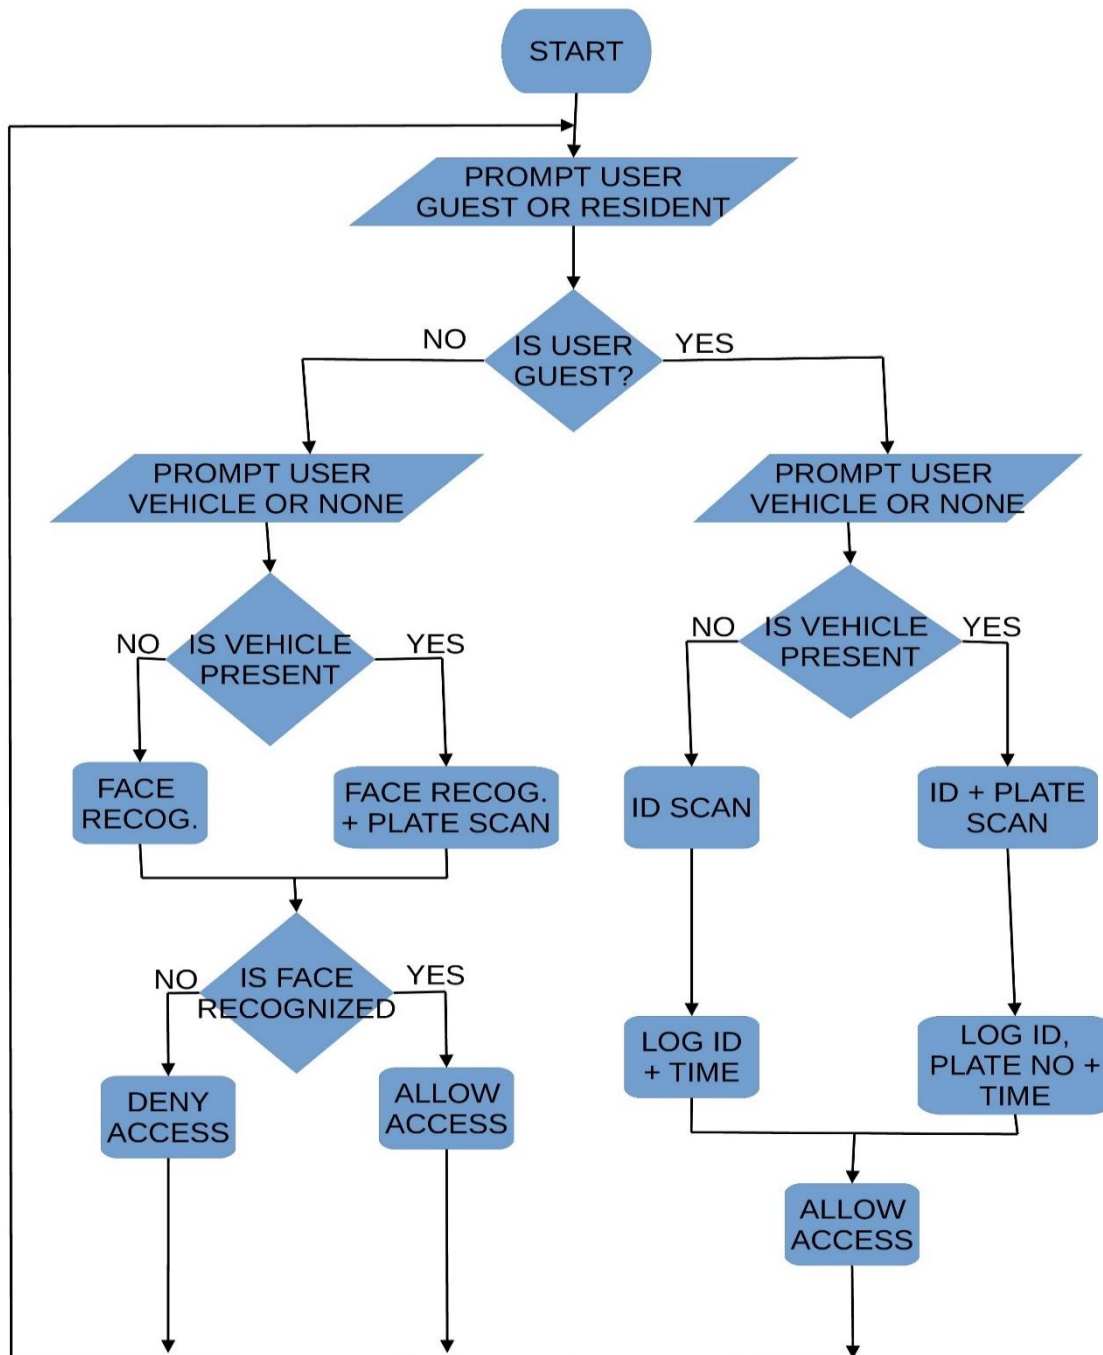 START
PROMPT USER
GUEST OR RESIDENT
IS USER
GUEST?
NO
YES
PROMPT USER
VEHICLE OR NONE
PROMPT USER
VEHICLE OR NONE
IS VEHICLE
PRESENT
NO
YES
IS VEHICLE
PRESENT
NO
YES
FACE
RECOG.
FACE RECOG.
+ PLATE SCAN
ID SCAN
ID + PLATE
SCAN
IS FACE
RECOGNIZED
NO
YES
LOG ID
+ TIME
LOG ID,
PLATE NO +
TIME
DENY
ACCESS
ALLOW
ACCESS
ALLOW
ACCESS